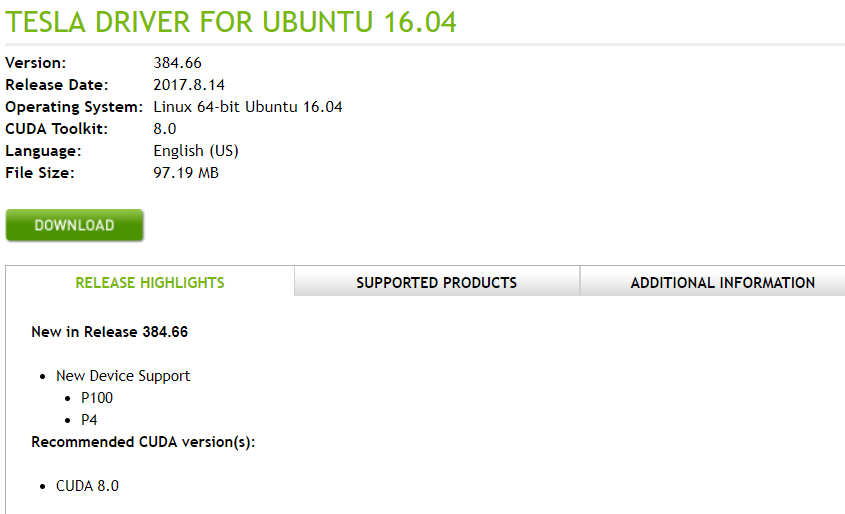 TESLA DRIVER FOR UBUNTU 16.04
Version: 384.66
Release Date: 2017.8.14
Operating System: Linux 64-bit Ubuntu 16.04
CUDA Toolkit: 8.0
Language: English (US)
File Size: 97.19 MB
DOWNLOAD
RELEASE HIGHLIGHTS SUPPORTED PRODUCTS ADDITIONAL INFORMATION
New in Release 384.66
• New Device Support
• P100
• P4
Recommended CUDA version(s):
• CUDA 8.0